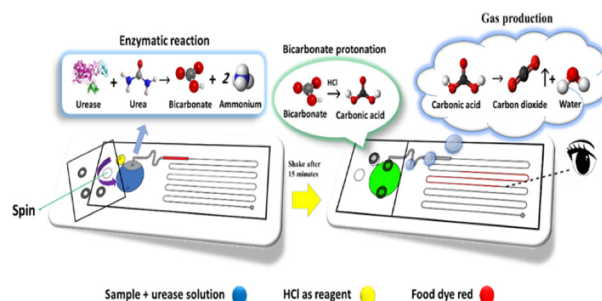 Gas production
Enzymatic reaction
Bicarbonate protonation
2
HCl
Urease
Urea
Bicarbonate
Ammonium
Bicarbonate
Carbonic acid
Carbonic acid
Carbon dioxide
Water
Shake after
15 minutes
Spin
Sample + urease solution
HCl as reagent
Food dye red